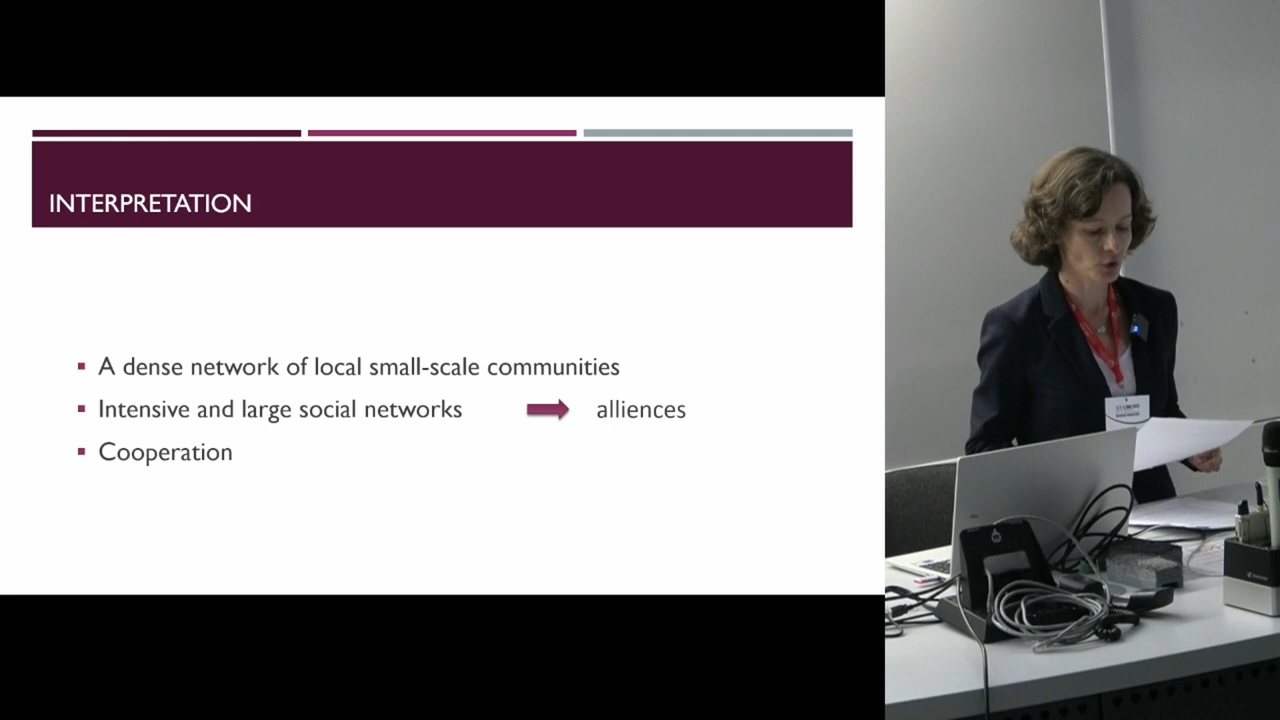 INTERPRETATION
A dense network of local small-scale communities
Intensive and large social networks alliences
Cooperation